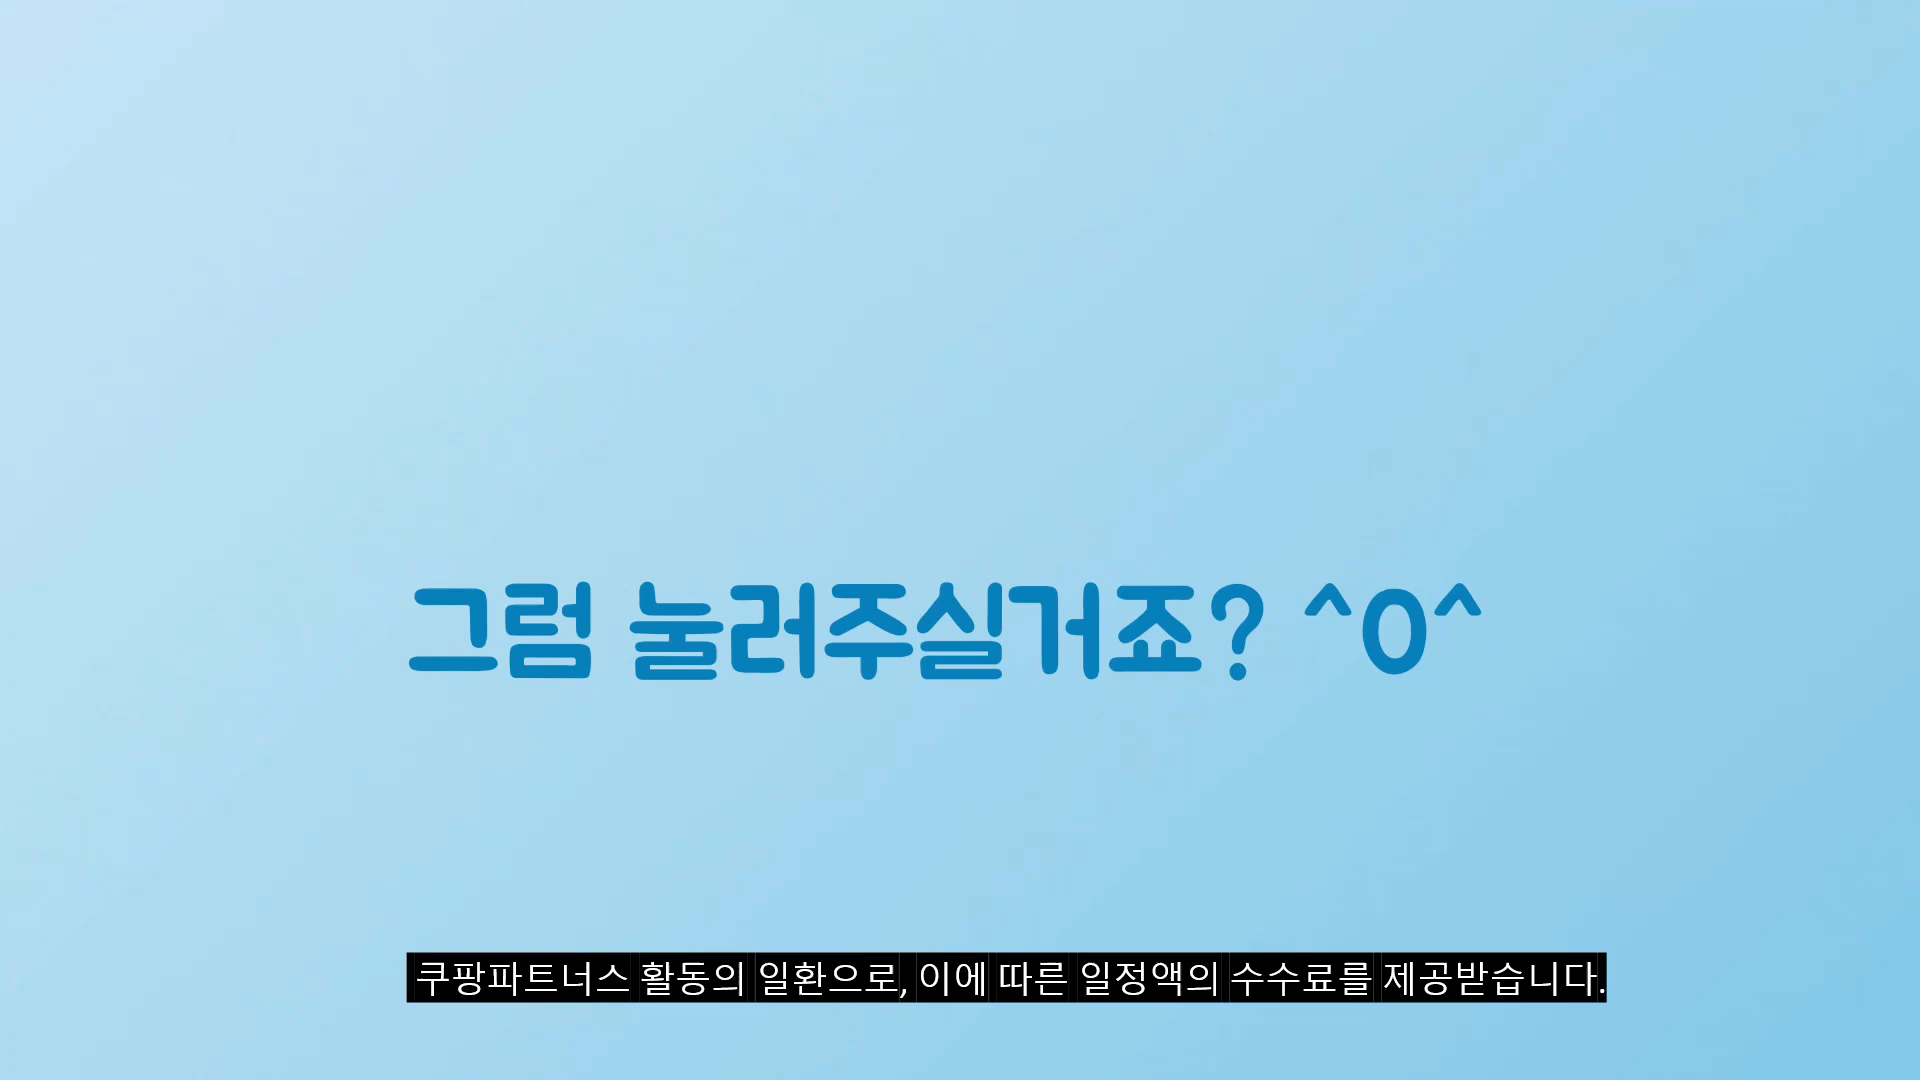 그럼 눌러주실거죠? ^0^
쿠팡파트너스 활동의 일환으로, 이에 따른 일정액의 수수료를 제공받습니다.